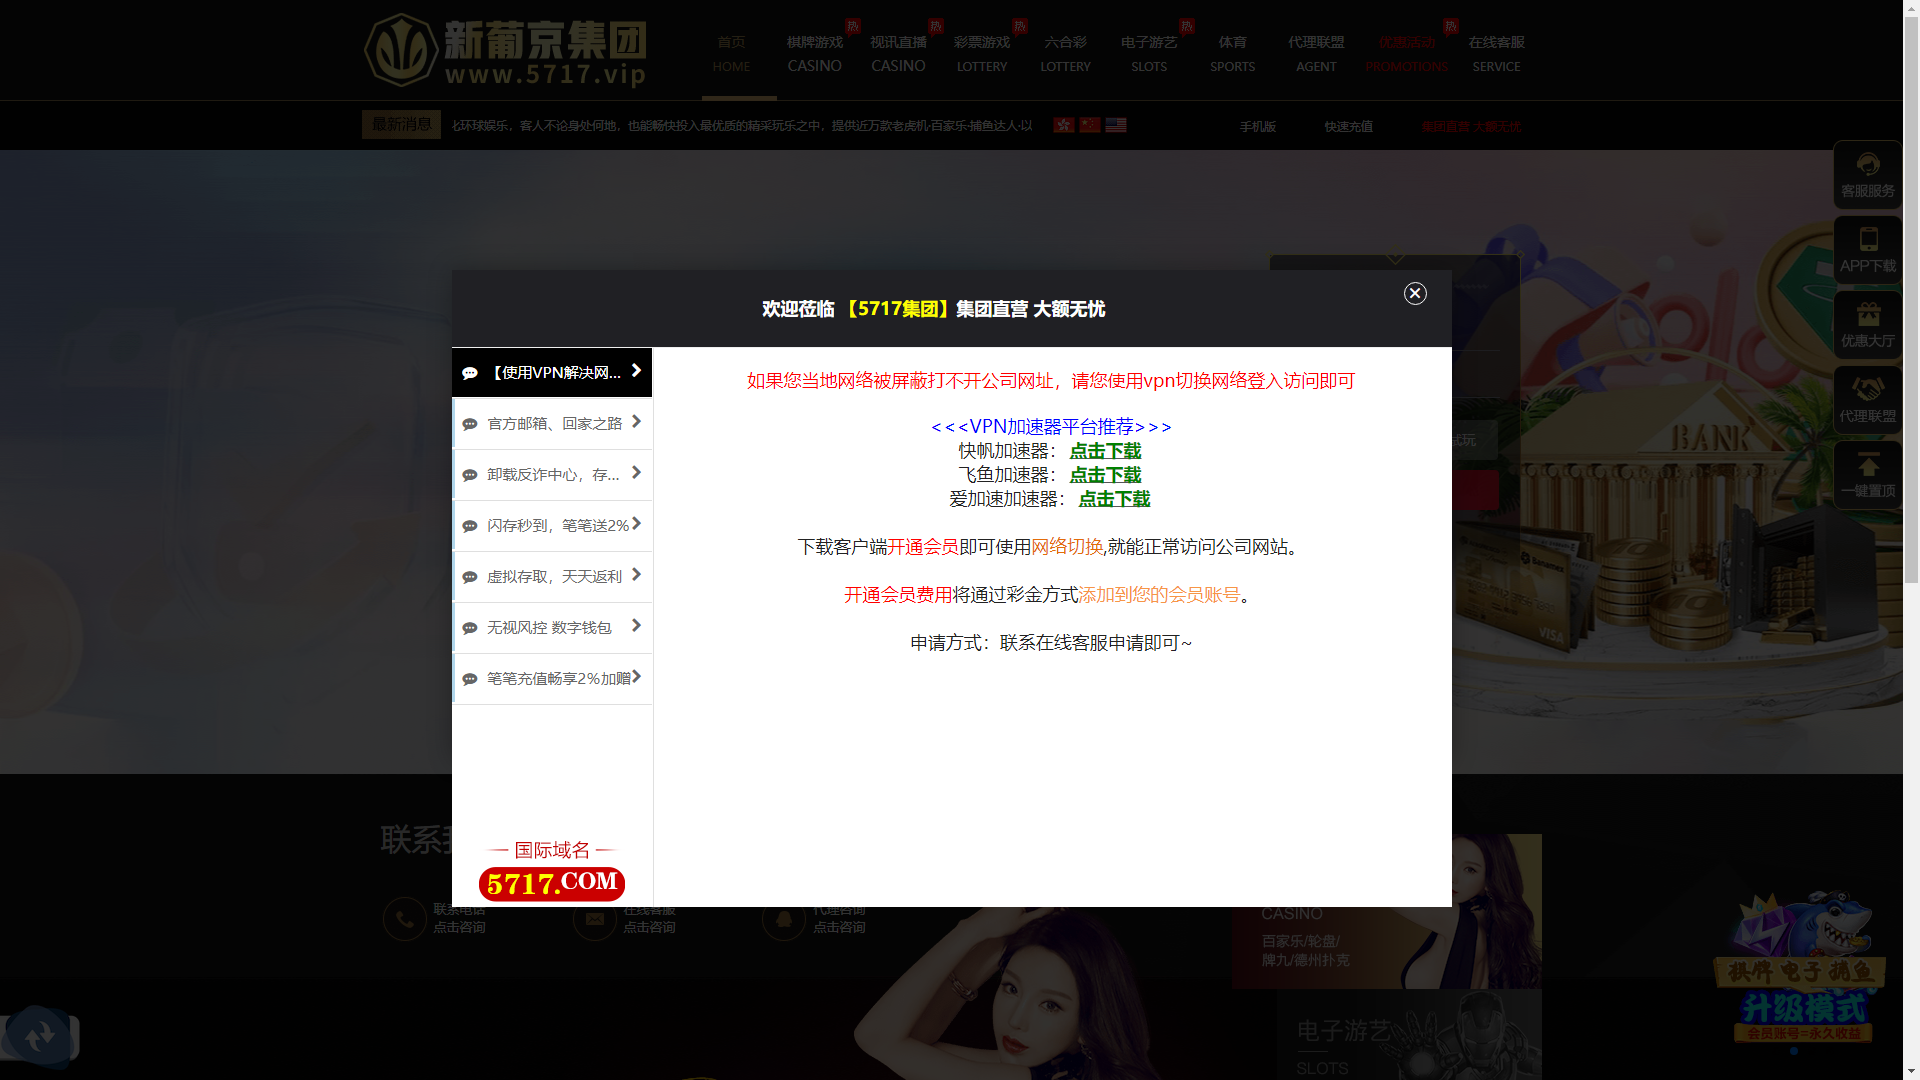 新葡京集团
www.5717.vip
首页
HOME
棋牌游戏
CASINO
热
视讯直播
CASINO
热
彩票游戏
LOTTERY
热
六合彩
LOTTERY
电子游艺
SLOTS
热
体育
SPORTS
代理联盟
AGENT
优惠活动
PROMOTIONS
热
在线客服
SERVICE
最新消息
环球娱乐，客人不论身处何地，也能畅快投入最优质的精采玩乐之中，提供近万款老虎机·百家乐·捕鱼达人·以
手机版
快速充值
集团直营 大额无忧
客服服务
APP下载
优惠大厅
代理联盟
一键置顶
欢迎莅临 【5717集团】集团直营 大额无忧
【使用VPN解决网...
官方邮箱、回家之路
卸载反诈中心，存...
闪存秒到，笔笔送2%
虚拟存取，天天返利
无视风控 数字钱包
笔笔充值畅享2%加赠
国际域名
5717.COM
如果您当地网络被屏蔽打不开公司网址，请您使用vpn切换网络登入访问即可
<<<VPN加速器平台推荐>>>
快帆加速器： 点击下载
飞鱼加速器： 点击下载
爱加速加速器： 点击下载
下载客户端开通会员即可使用网络切换,就能正常访问公司网站。
开通会员费用将通过彩金方式添加到您的会员账号。
申请方式：联系在线客服申请即可~
试玩
BANK
VISA
联系
联系电话
点击咨询
在线客服
点击咨询
代理咨询
点击咨询
CASINO
百家乐/轮盘/
牌九/德州扑克
电子游艺
SLOTS
棋牌 电子 捕鱼
升级模式
会员账号=永久收益